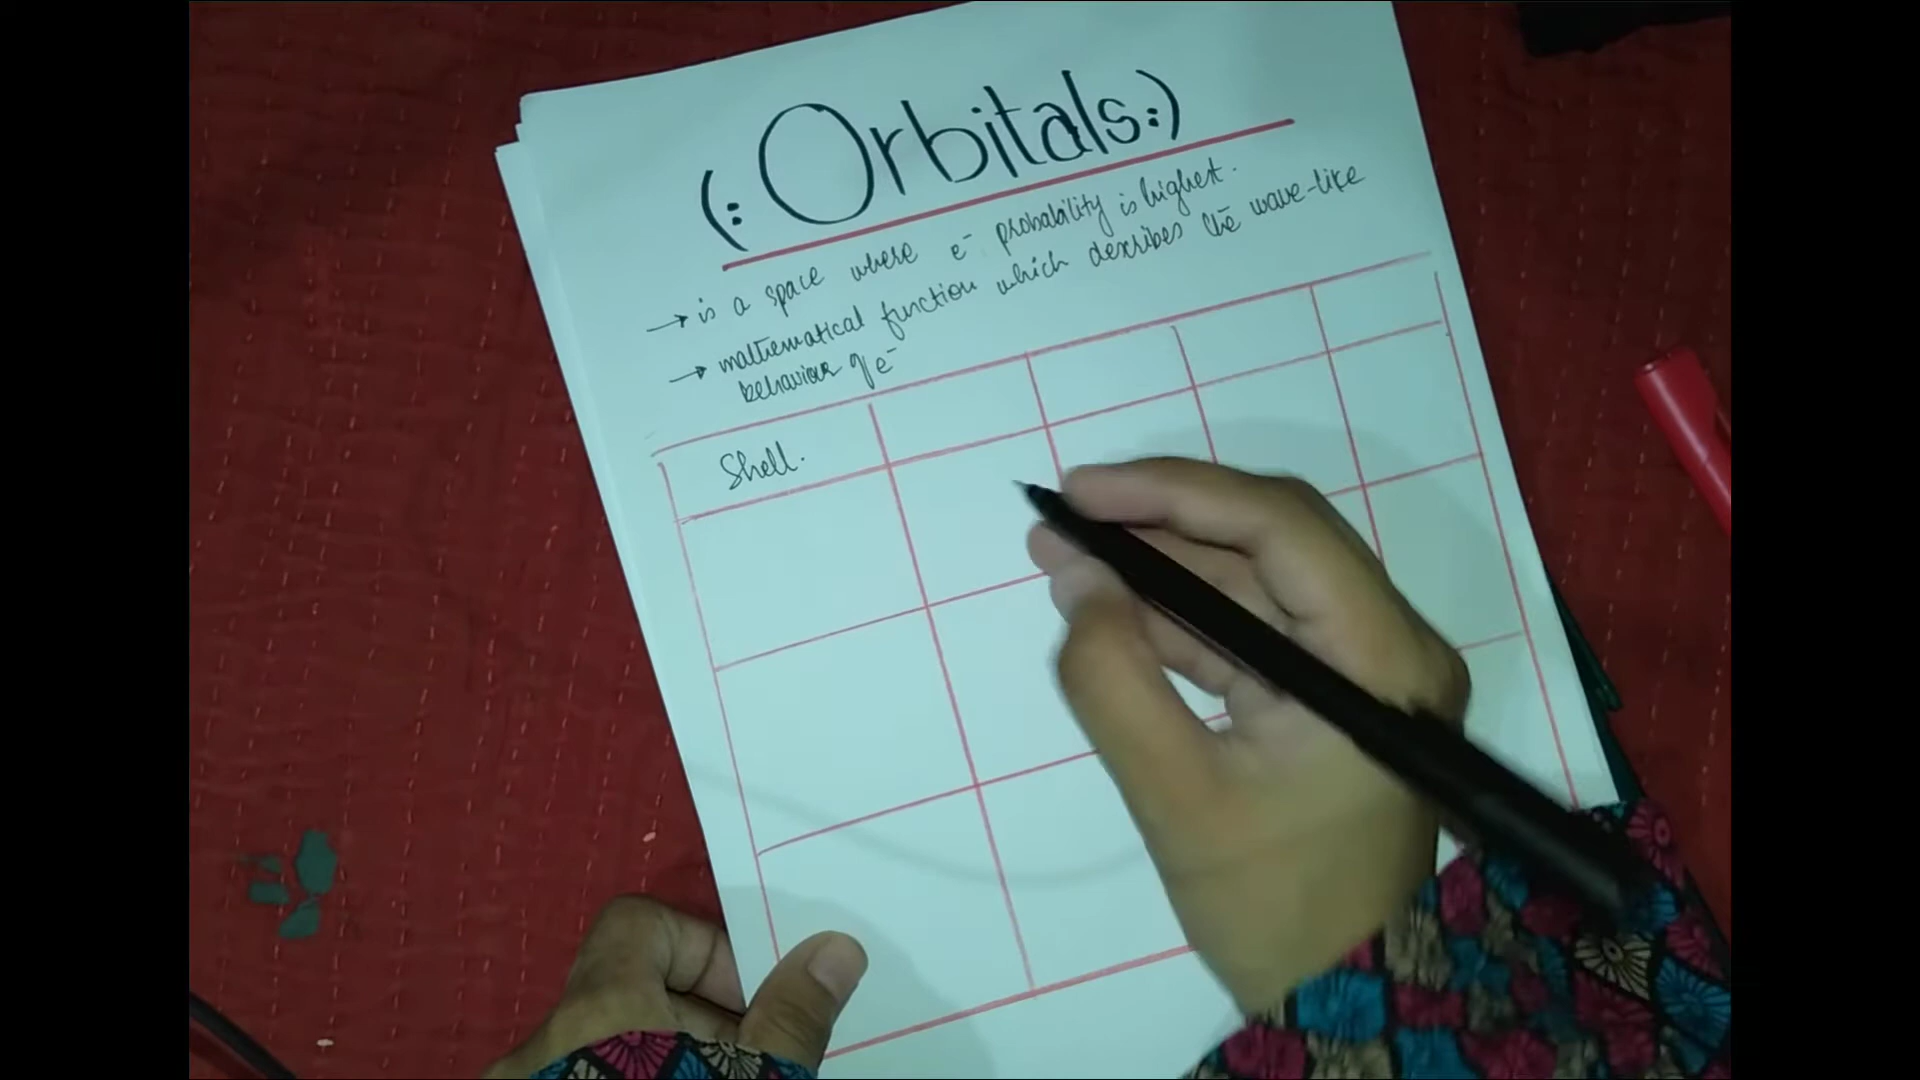 (: Orbitals :)
→ is a space where e⁻ probability is highest.
→ mathematical function which describes the wave-like
behaviour of e⁻
Shell.